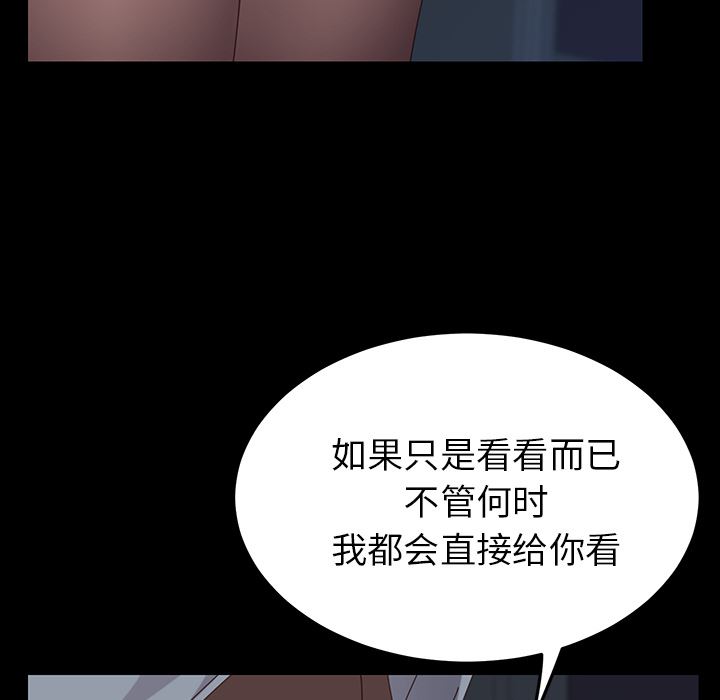 如果只是看看而已
不管何时
我都会直接给你看